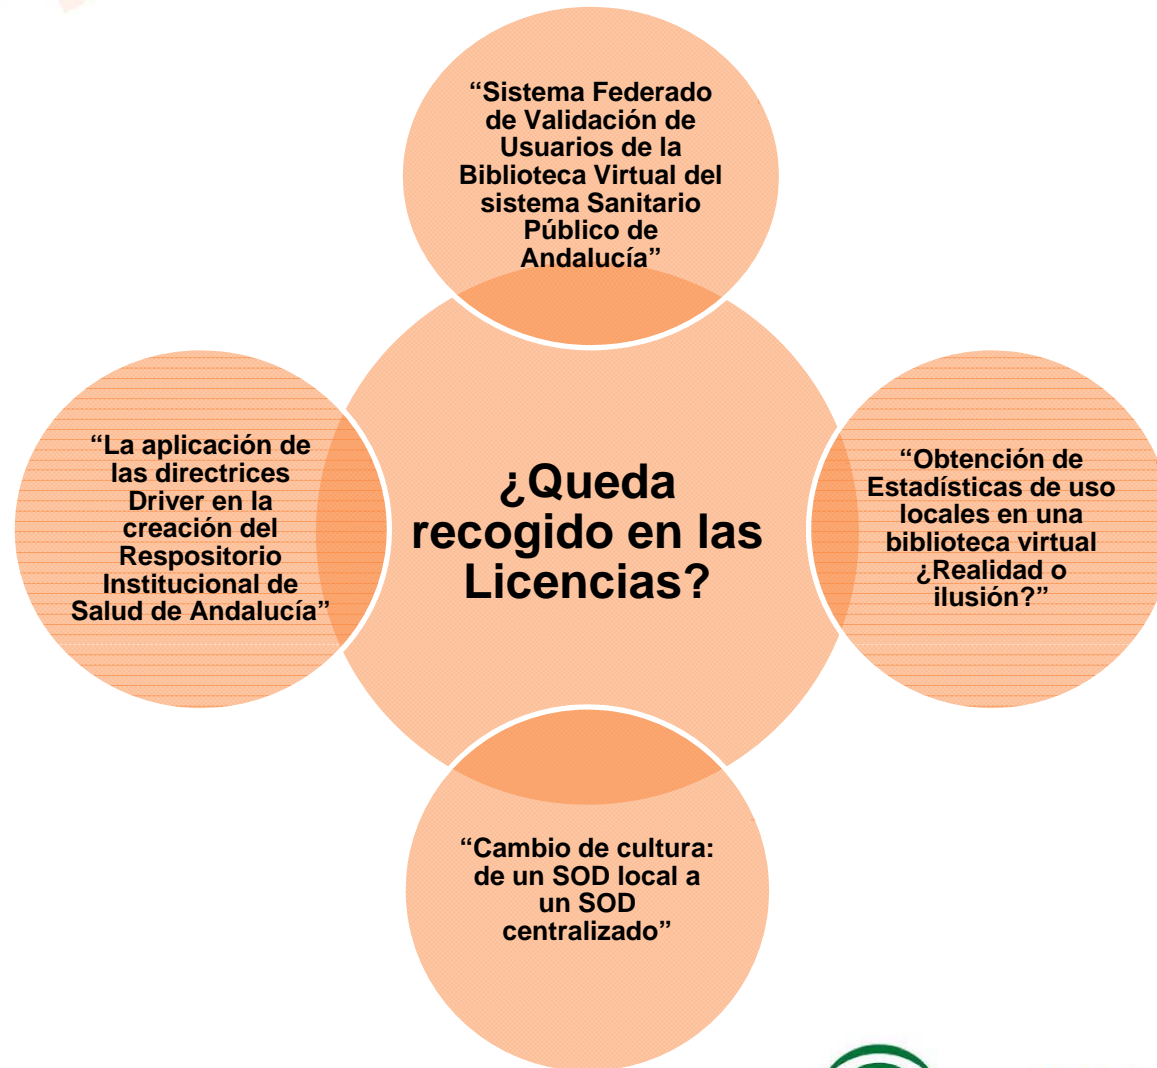 “Sistema Federado
de Validación de
Usuarios de la
Biblioteca Virtual del
sistema Sanitario
Público de
Andalucía”
“La aplicación de
las directrices
Driver en la
creación del
Respositorio
Institucional de
Salud de Andalucía”
¿Queda
recogido en las
Licencias?
“Obtención de
Estadísticas de uso
locales en una
biblioteca virtual
¿Realidad o
ilusión?”
“Cambio de cultura:
de un SOD local a
un SOD
centralizado”